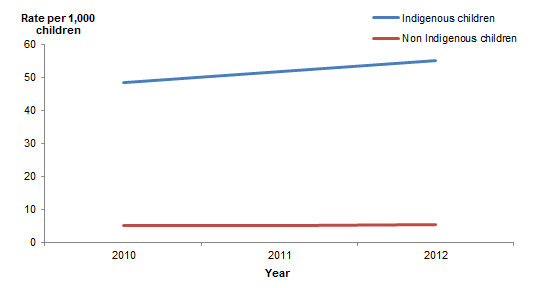 Rate per 1,000
children
Indigenous children
Non Indigenous children
60
50
40
30
20
10
0
2010
2011
2012
Year